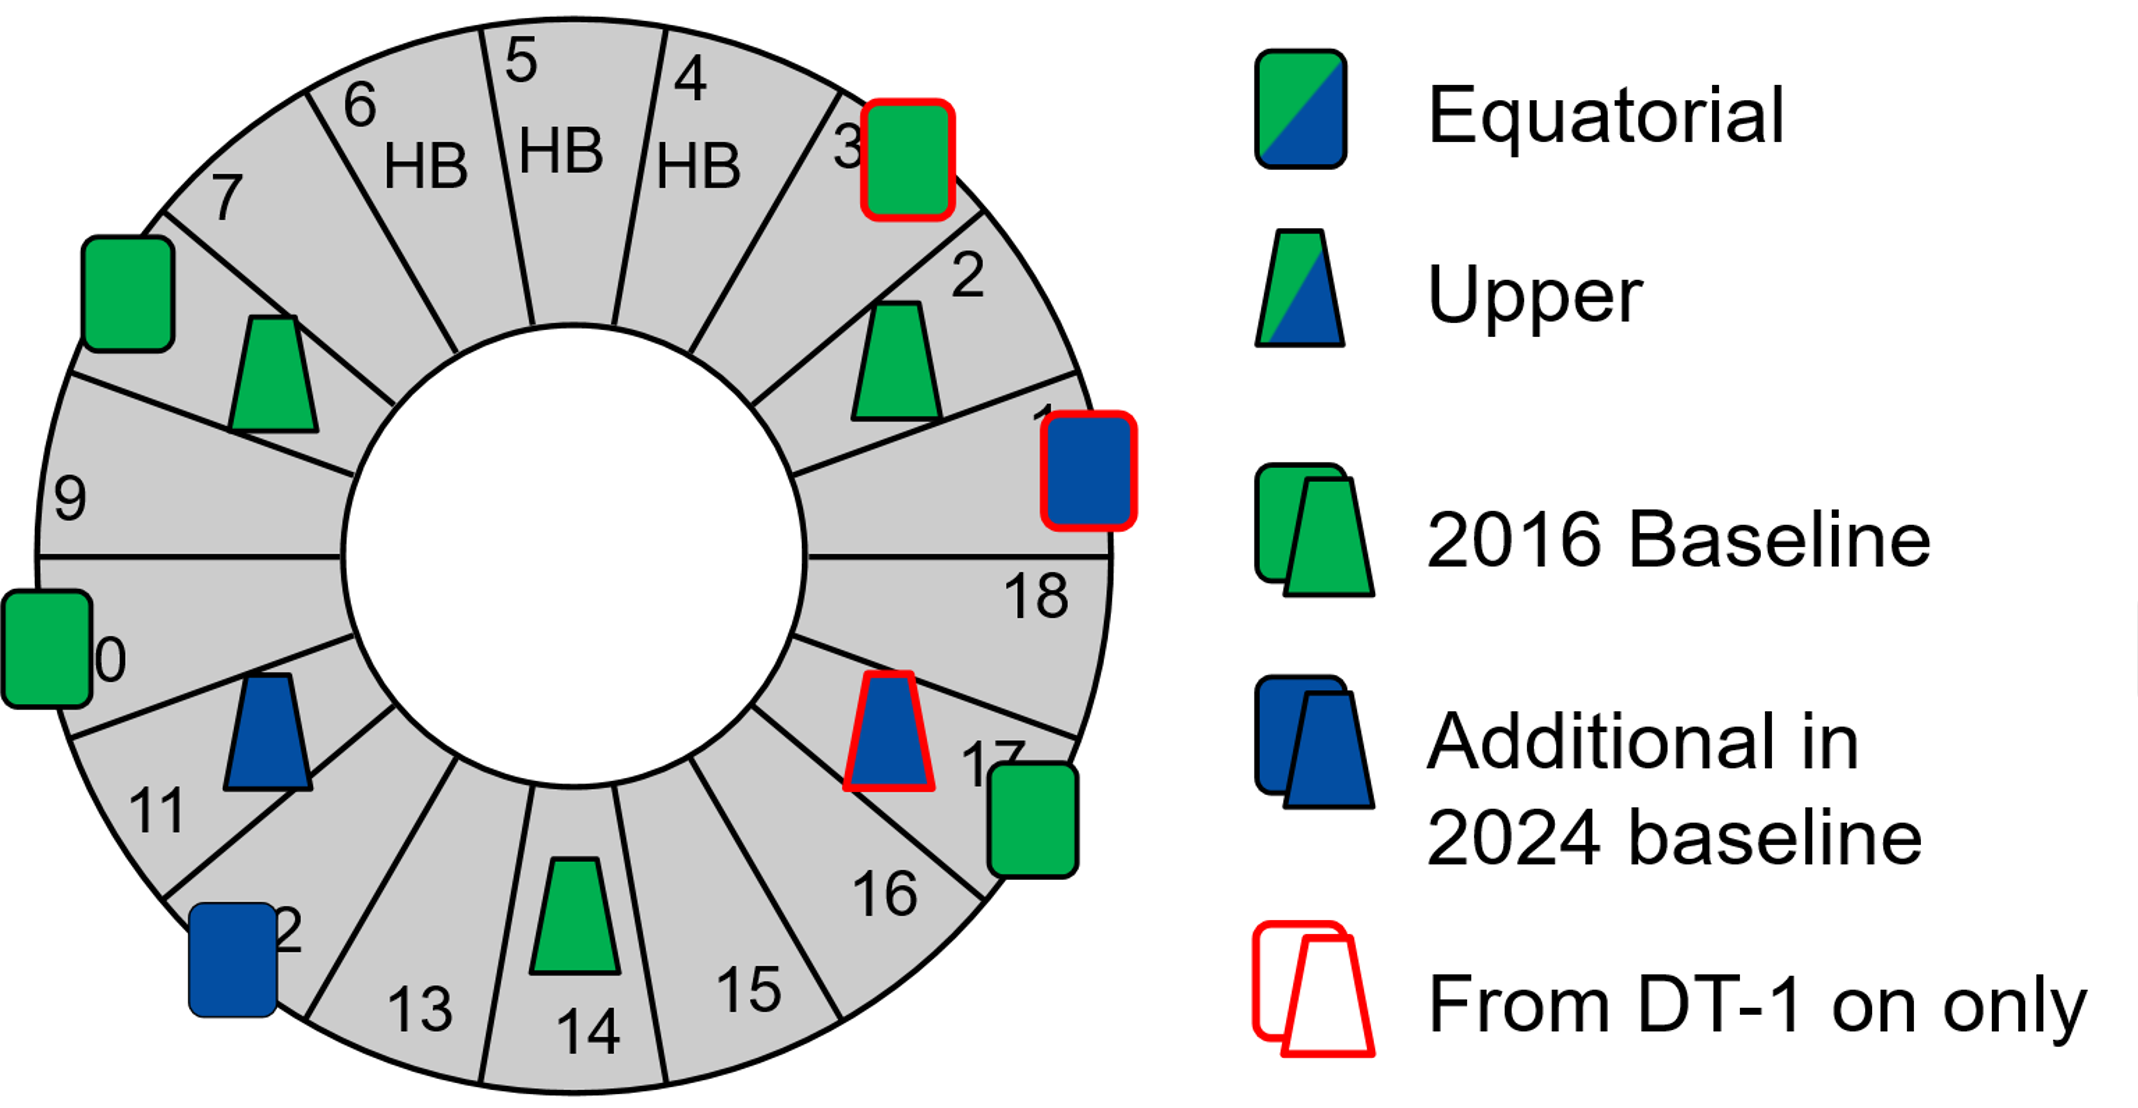 5
4
6
HB
HB
HB
3
7
2
Equatorial
Upper
1
9
2016 Baseline
18
0
17
Additional in
2024 baseline
11
16
2
15
13
14
From DT-1 on only